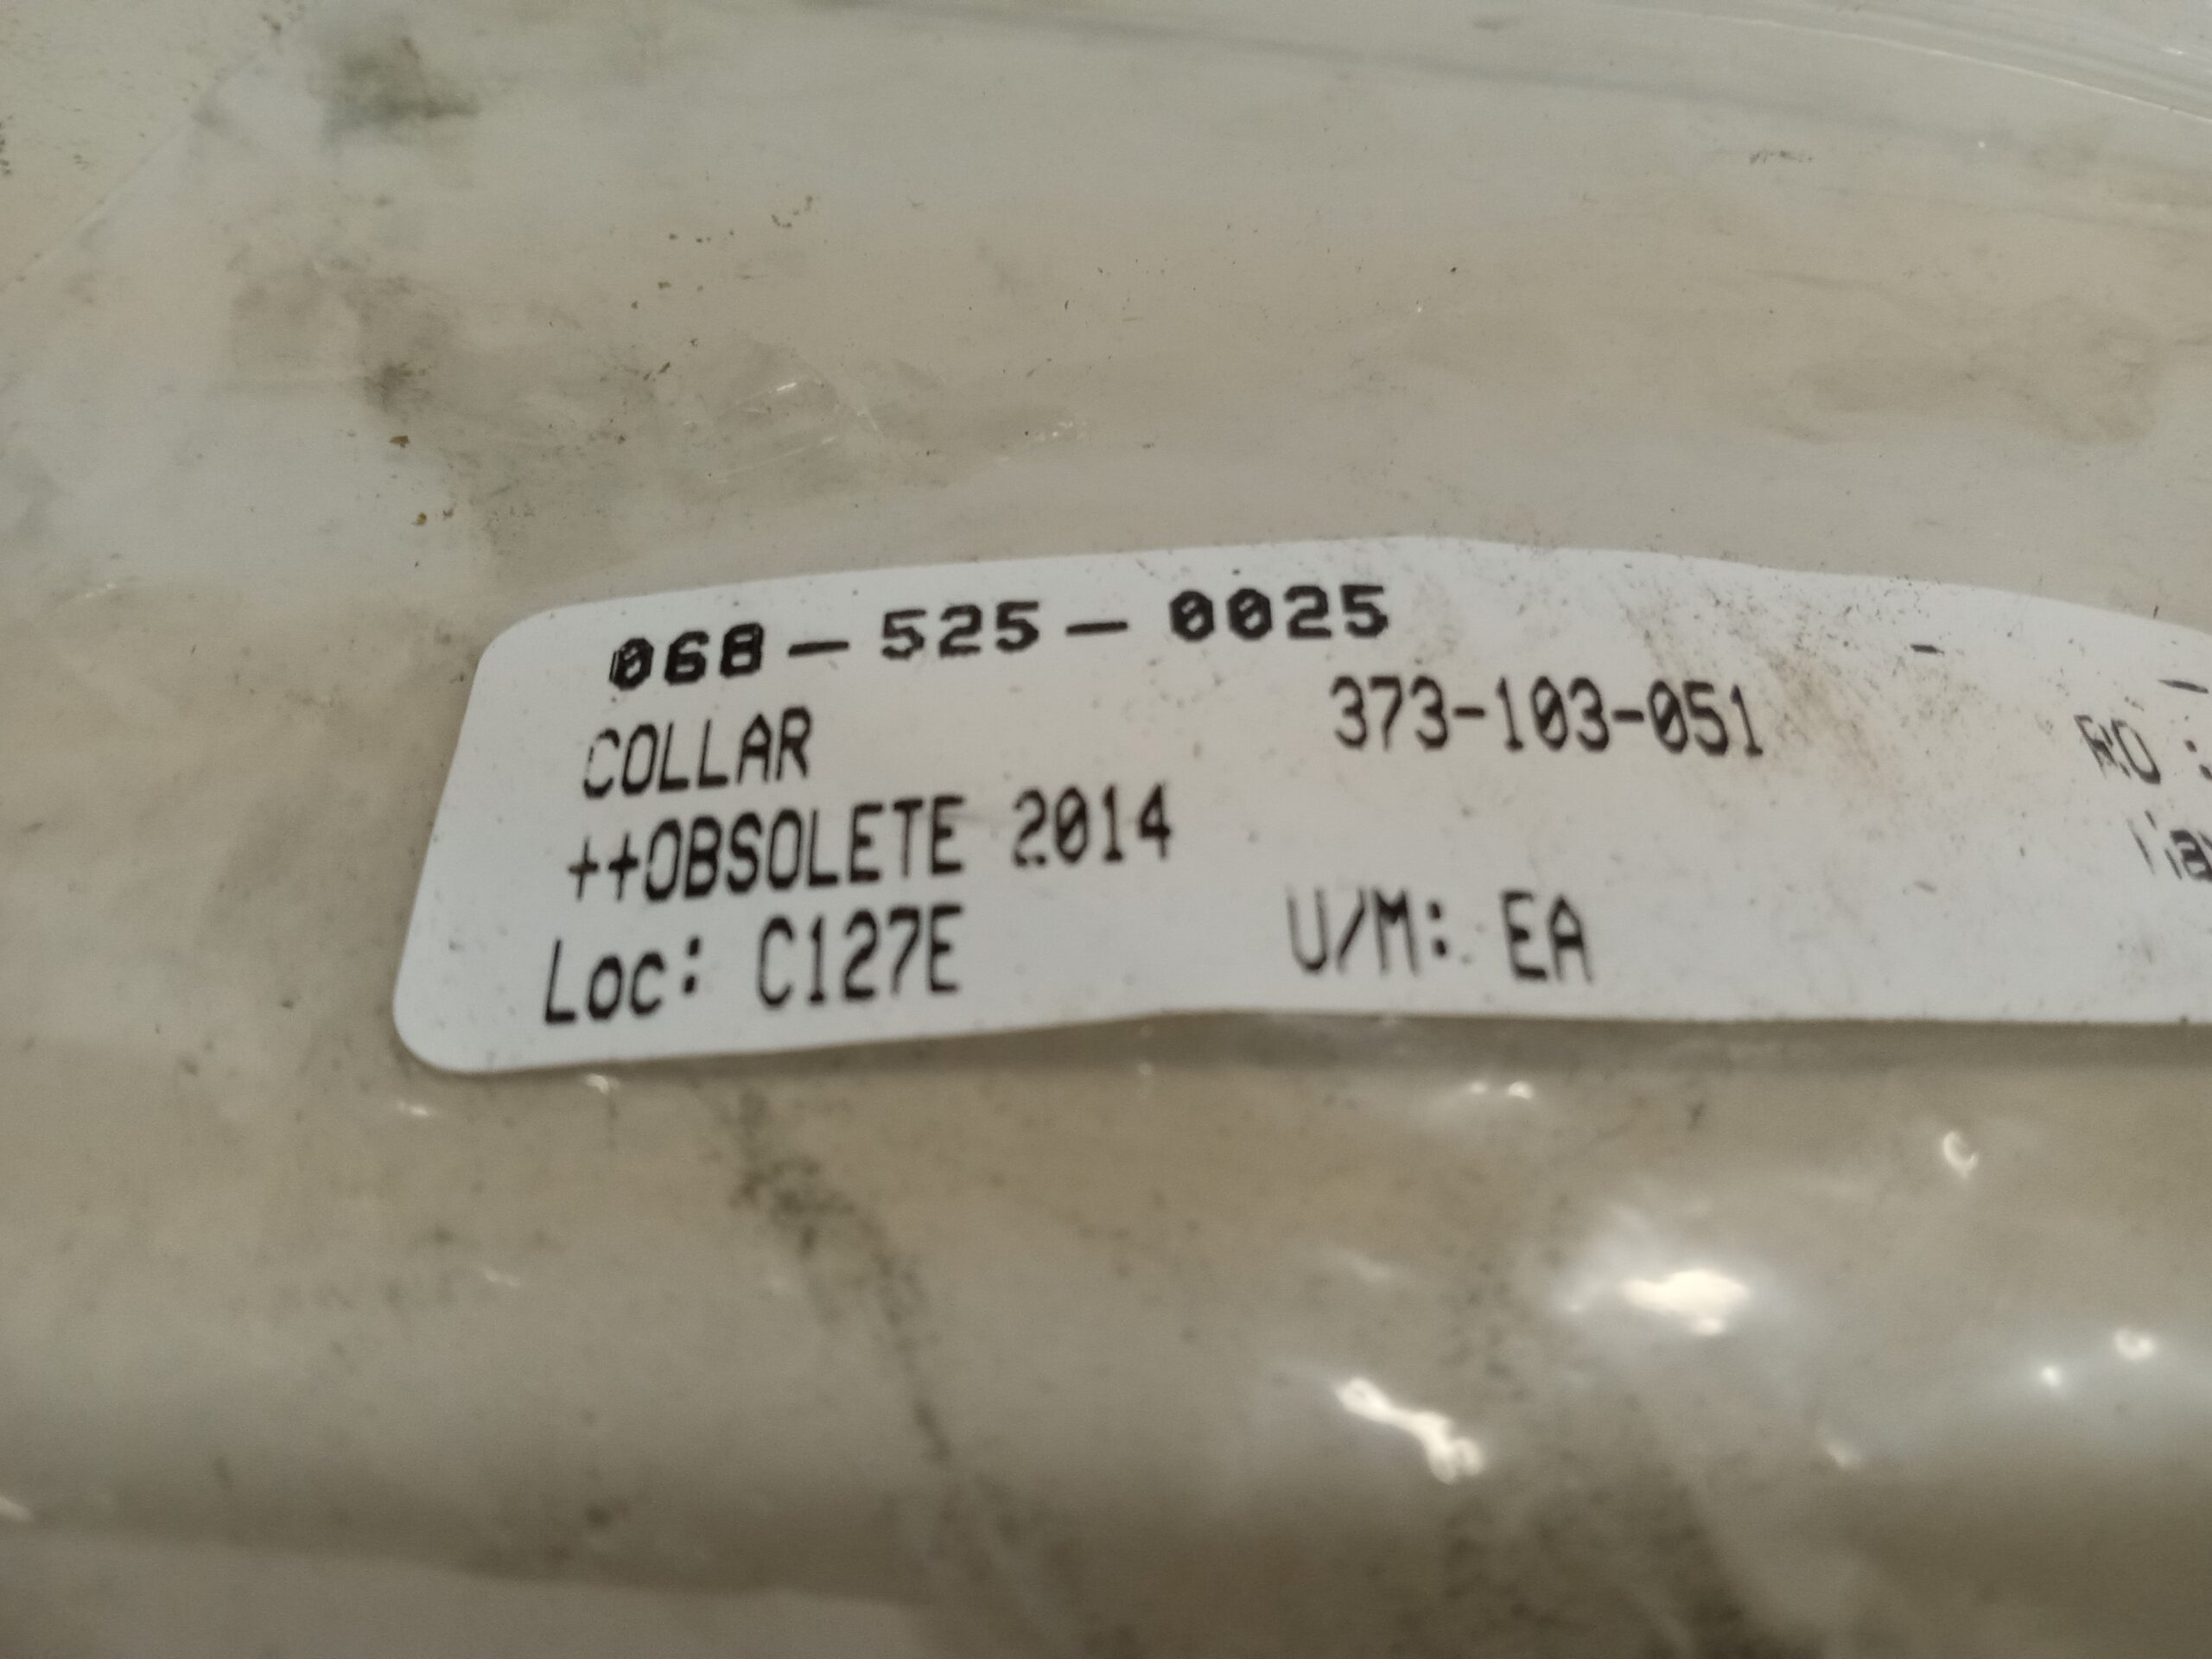 068-525-0025
COLLAR 373-103-051
++OBSOLETE 2014
Loc: C127E U/M: EA